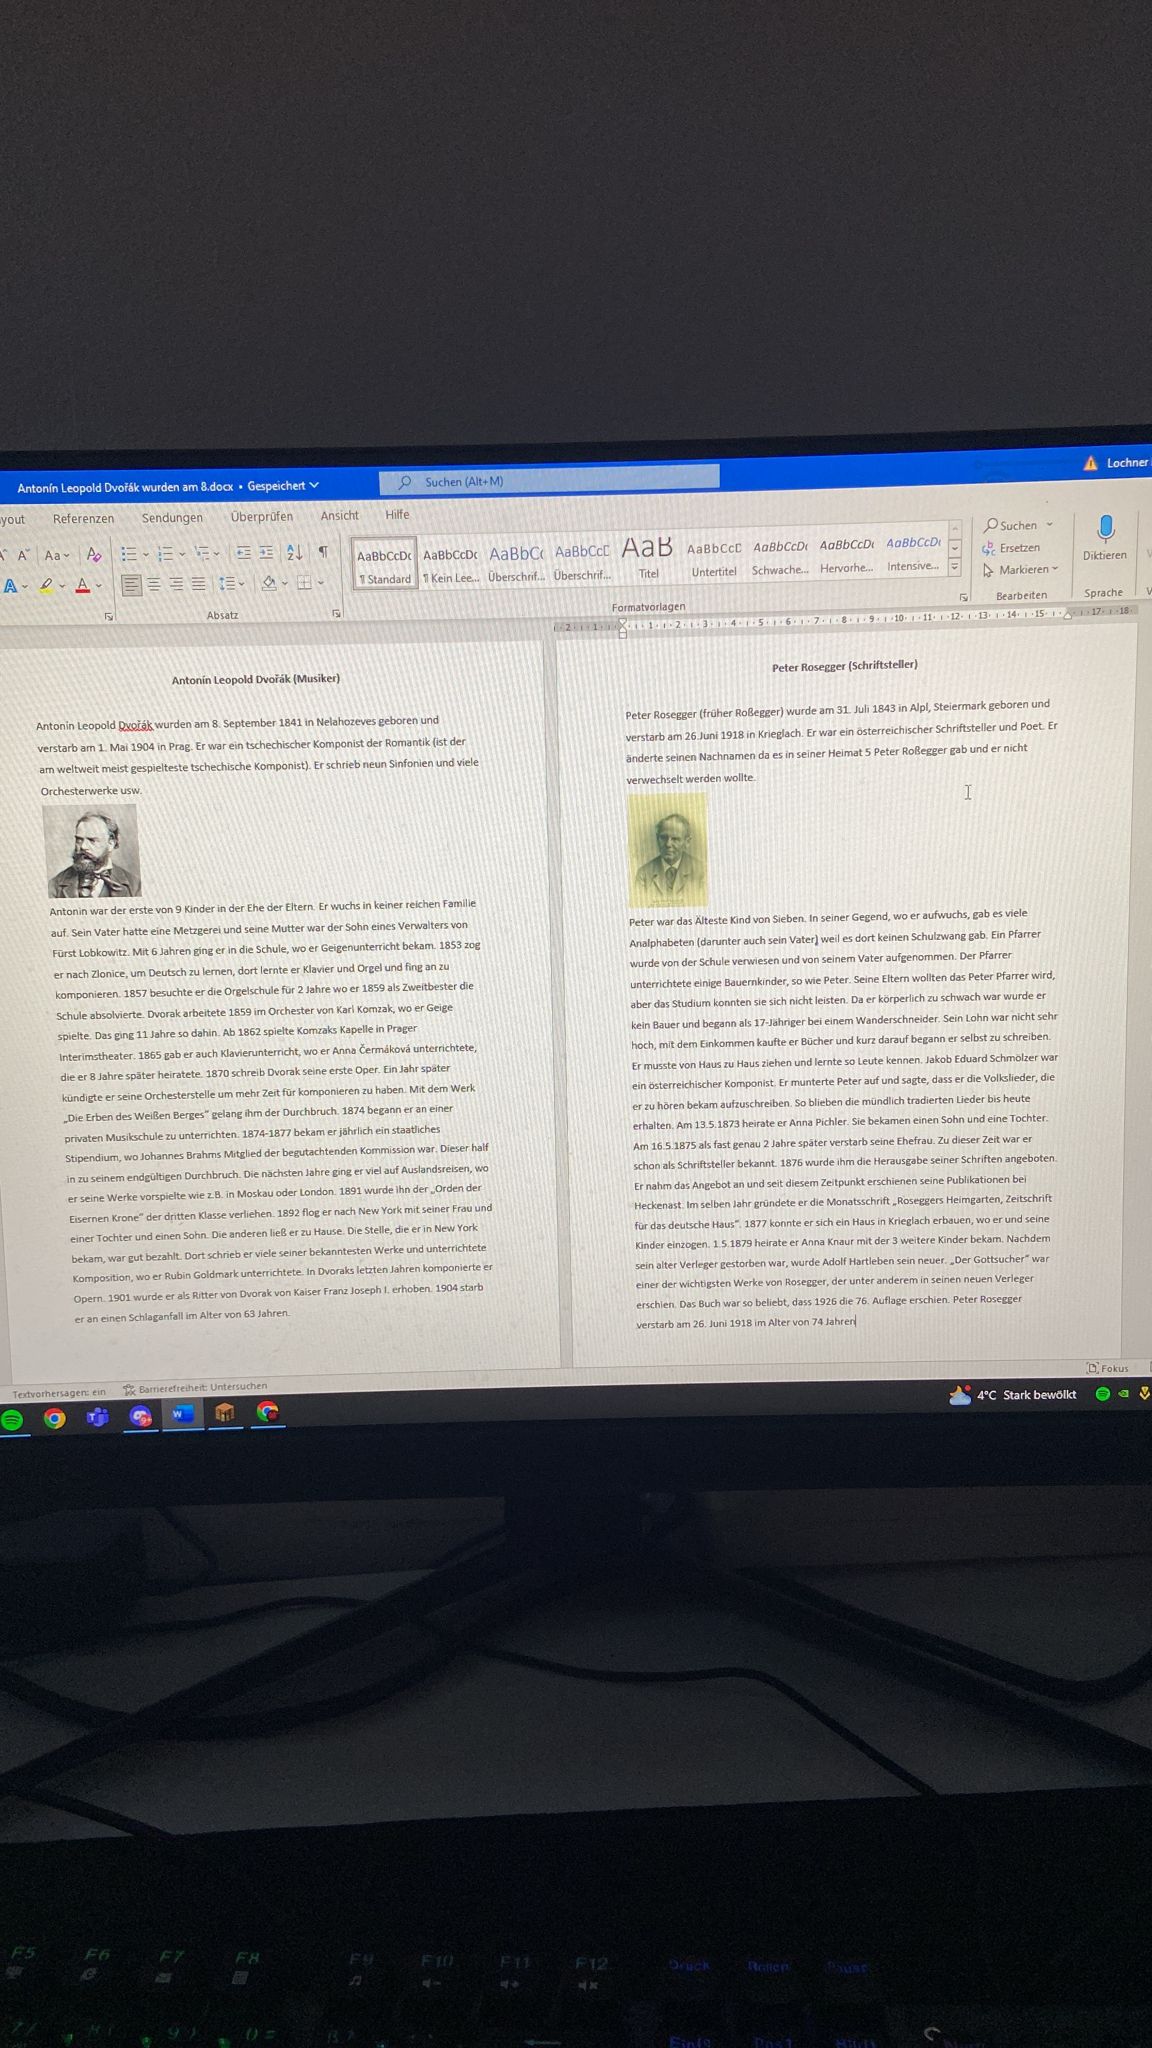 Antonín Leopold Dvořák wurden am 8.docx • Gespeichert
Suchen (Alt+M)
Lochner
yout
Referenzen
Sendungen
Überprüfen
Ansicht
Hilfe
Aa
AaBbCcDc
AaBbCcDc
AaBbC
AaBbCcD
AaB
AaBbCcD
AaBbCcDc
AaBbCcDc
AaBbCcDc
¶ Standard
¶ Kein Lee...
Überschrif...
Überschrif...
Titel
Untertitel
Schwache...
Hervorhe...
Intensive...
Suchen
Ersetzen
Markieren
Diktieren
Absatz
Formatvorlagen
Bearbeiten
Sprache
Antonín Leopold Dvořák (Musiker)
Antonín Leopold Dvořák wurden am 8. September 1841 in Nelahozeves geboren und
verstarb am 1. Mai 1904 in Prag. Er war ein tschechischer Komponist der Romantik (ist der
am weltweit meist gespielteste tschechische Komponist). Er schrieb neun Sinfonien und viele
Orchesterwerke usw.
Antonin war der erste von 9 Kinder in der Ehe der Eltern. Er wuchs in keiner reichen Familie
auf. Sein Vater hatte eine Metzgerei und seine Mutter war der Sohn eines Verwalters von
Fürst Lobkowitz. Mit 6 Jahren ging er in die Schule, wo er Geigenunterricht bekam. 1853 zog
er nach Zlonice, um Deutsch zu lernen, dort lernte er Klavier und Orgel und fing an zu
komponieren. 1857 besuchte er die Orgelschule für 2 Jahre wo er 1859 als Zweitbester die
Schule absolvierte. Dvorak arbeitete 1859 im Orchester von Karl Komzak, wo er Geige
spielte. Das ging 11 Jahre so dahin. Ab 1862 spielte Komzaks Kapelle in Prager
Interimstheater. 1865 gab er auch Klavierunterricht, wo er Anna Čermáková unterrichtete,
die er 8 Jahre später heiratete. 1870 schreib Dvorak seine erste Oper. Ein Jahr später
kündigte er seine Orchesterstelle um mehr Zeit für komponieren zu haben. Mit dem Werk
„Die Erben des Weißen Berges" gelang ihm der Durchbruch. 1874 begann er an einer
privaten Musikschule zu unterrichten. 1874-1877 bekam er jährlich ein staatliches
Stipendium, wo Johannes Brahms Mitglied der begutachtenden Kommission war. Dieser half
in zu seinem endgültigen Durchbruch. Die nächsten Jahre ging er viel auf Auslandsreisen, wo
er seine Werke vorspielte wie z.B. in Moskau oder London. 1891 wurde ihn der „Orden der
Eisernen Krone" der dritten Klasse verliehen. 1892 flog er nach New York mit seiner Frau und
einer Tochter und einen Sohn. Die anderen ließ er zu Hause. Die Stelle, die er in New York
bekam, war gut bezahlt. Dort schrieb er viele seiner bekanntesten Werke und unterrichtete
Komposition, wo er Rubin Goldmark unterrichtete. In Dvoraks letzten Jahren komponierte er
Opern. 1901 wurde er als Ritter von Dvorak von Kaiser Franz Joseph I. erhoben. 1904 starb
er an einen Schlaganfall im Alter von 63 Jahren.
Peter Rosegger (Schriftsteller)
Peter Rosegger (früher Roßegger) wurde am 31. Juli 1843 in Alpl, Steiermark geboren und
verstarb am 26.Juni 1918 in Krieglach. Er war ein österreichischer Schriftsteller und Poet. Er
änderte seinen Nachnamen da es in seiner Heimat 5 Peter Roßegger gab und er nicht
verwechselt werden wollte.
Peter war das Älteste Kind von Sieben. In seiner Gegend, wo er aufwuchs, gab es viele
Analphabeten (darunter auch sein Vater) weil es dort keinen Schulzwang gab. Ein Pfarrer
wurde von der Schule verwiesen und von seinem Vater aufgenommen. Der Pfarrer
unterrichtete einige Bauernkinder, so wie Peter. Seine Eltern wollten das Peter Pfarrer wird,
aber das Studium konnten sie sich nicht leisten. Da er körperlich zu schwach war wurde er
kein Bauer und begann als 17-Jähriger bei einem Wanderschneider. Sein Lohn war nicht sehr
hoch, mit dem Einkommen kaufte er Bücher und kurz darauf begann er selbst zu schreiben.
Er musste von Haus zu Haus ziehen und lernte so Leute kennen. Jakob Eduard Schmölzer war
ein österreichischer Komponist. Er munterte Peter auf und sagte, dass er die Volkslieder, die
er zu hören bekam aufzuschreiben. So blieben die mündlich tradierten Lieder bis heute
erhalten. Am 13.5.1873 heirate er Anna Pichler. Sie bekamen einen Sohn und eine Tochter.
Am 16.5.1875 als fast genau 2 Jahre später verstarb seine Ehefrau. Zu dieser Zeit war er
schon als Schriftsteller bekannt. 1876 wurde ihm die Herausgabe seiner Schriften angeboten.
Er nahm das Angebot an und seit diesem Zeitpunkt erschienen seine Publikationen bei
Heckenast. Im selben Jahr gründete er die Monatsschrift „Roseggers Heimgarten, Zeitschrift
für das deutsche Haus". 1877 konnte er sich ein Haus in Krieglach erbauen, wo er und seine
Kinder einzogen. 1.5.1879 heirate er Anna Knaur mit der 3 weitere Kinder bekam. Nachdem
sein alter Verleger gestorben war, wurde Adolf Hartleben sein neuer. „Der Gottsucher" war
einer der wichtigsten Werke von Rosegger, der unter anderem in seinen neuen Verleger
erschien. Das Buch war so beliebt, dass 1926 die 76. Auflage erschien. Peter Rosegger
verstarb am 26. Juni 1918 im Alter von 74 Jahren
Textvorhersagen: ein
Barrierefreiheit: Untersuchen
Fokus
4°C Stark bewölkt
F5
F6
F7
F8
F9
F10
F11
F12
Druck
Rollen
Pause